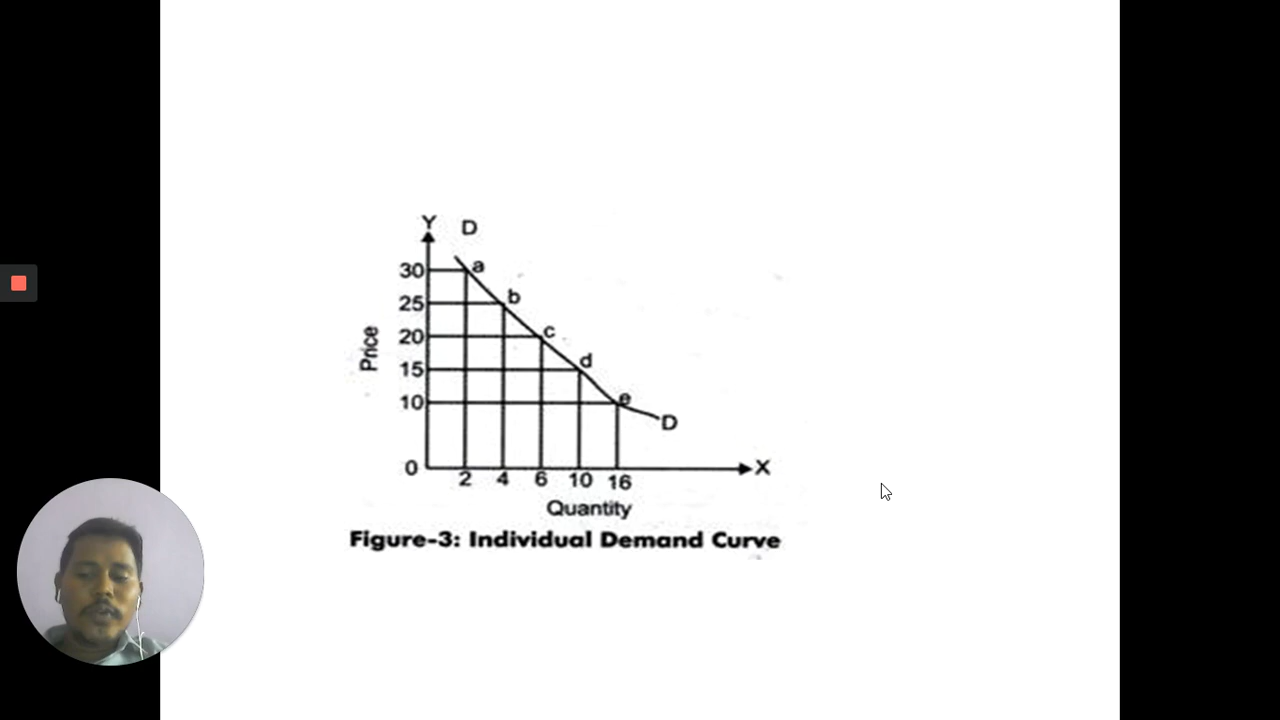 Y D
30 a
25 b
20 c
15 d
10 e
D
Price
0 X
2 4 6 10 16
Quantity
Figure-3: Individual Demand Curve